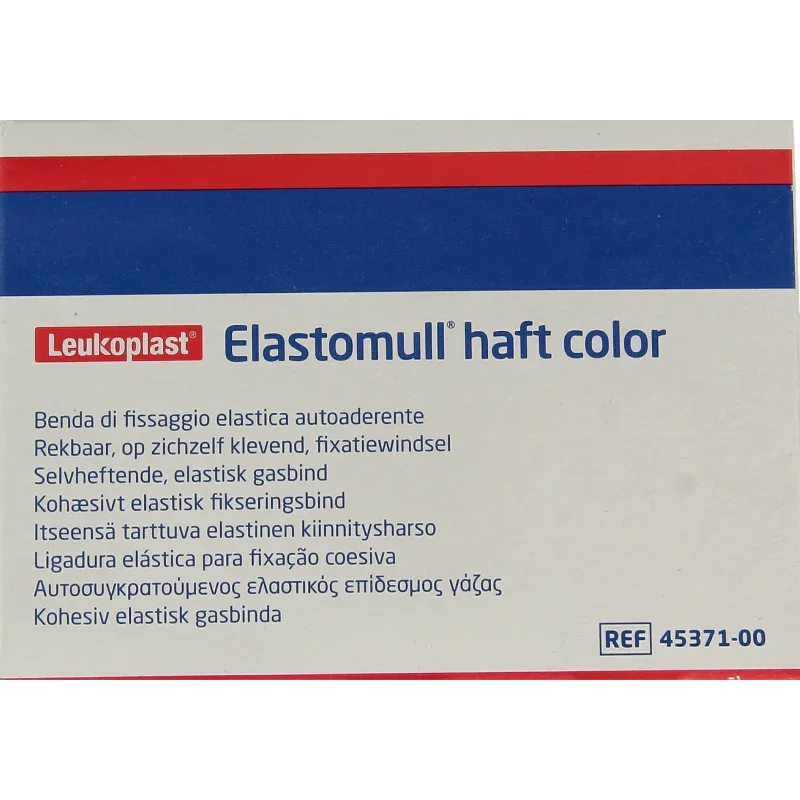 Leukoplast® Elastomull® haft color
Benda di fissaggio elastica autoaderente
Rekbaar, op zichzelf klevend, fixatiewindsel
Selvheftende, elastisk gasbind
Kohæsivt elastisk fikseringsbind
Itseensä tarttuva elastinen kiinnitysharso
Ligadura elástica para fixação coesiva
Αυτοσυγκρατούμενος ελαστικός επίδεσμος γάζας
Kohesiv elastisk gasbinda
REF 45371-00